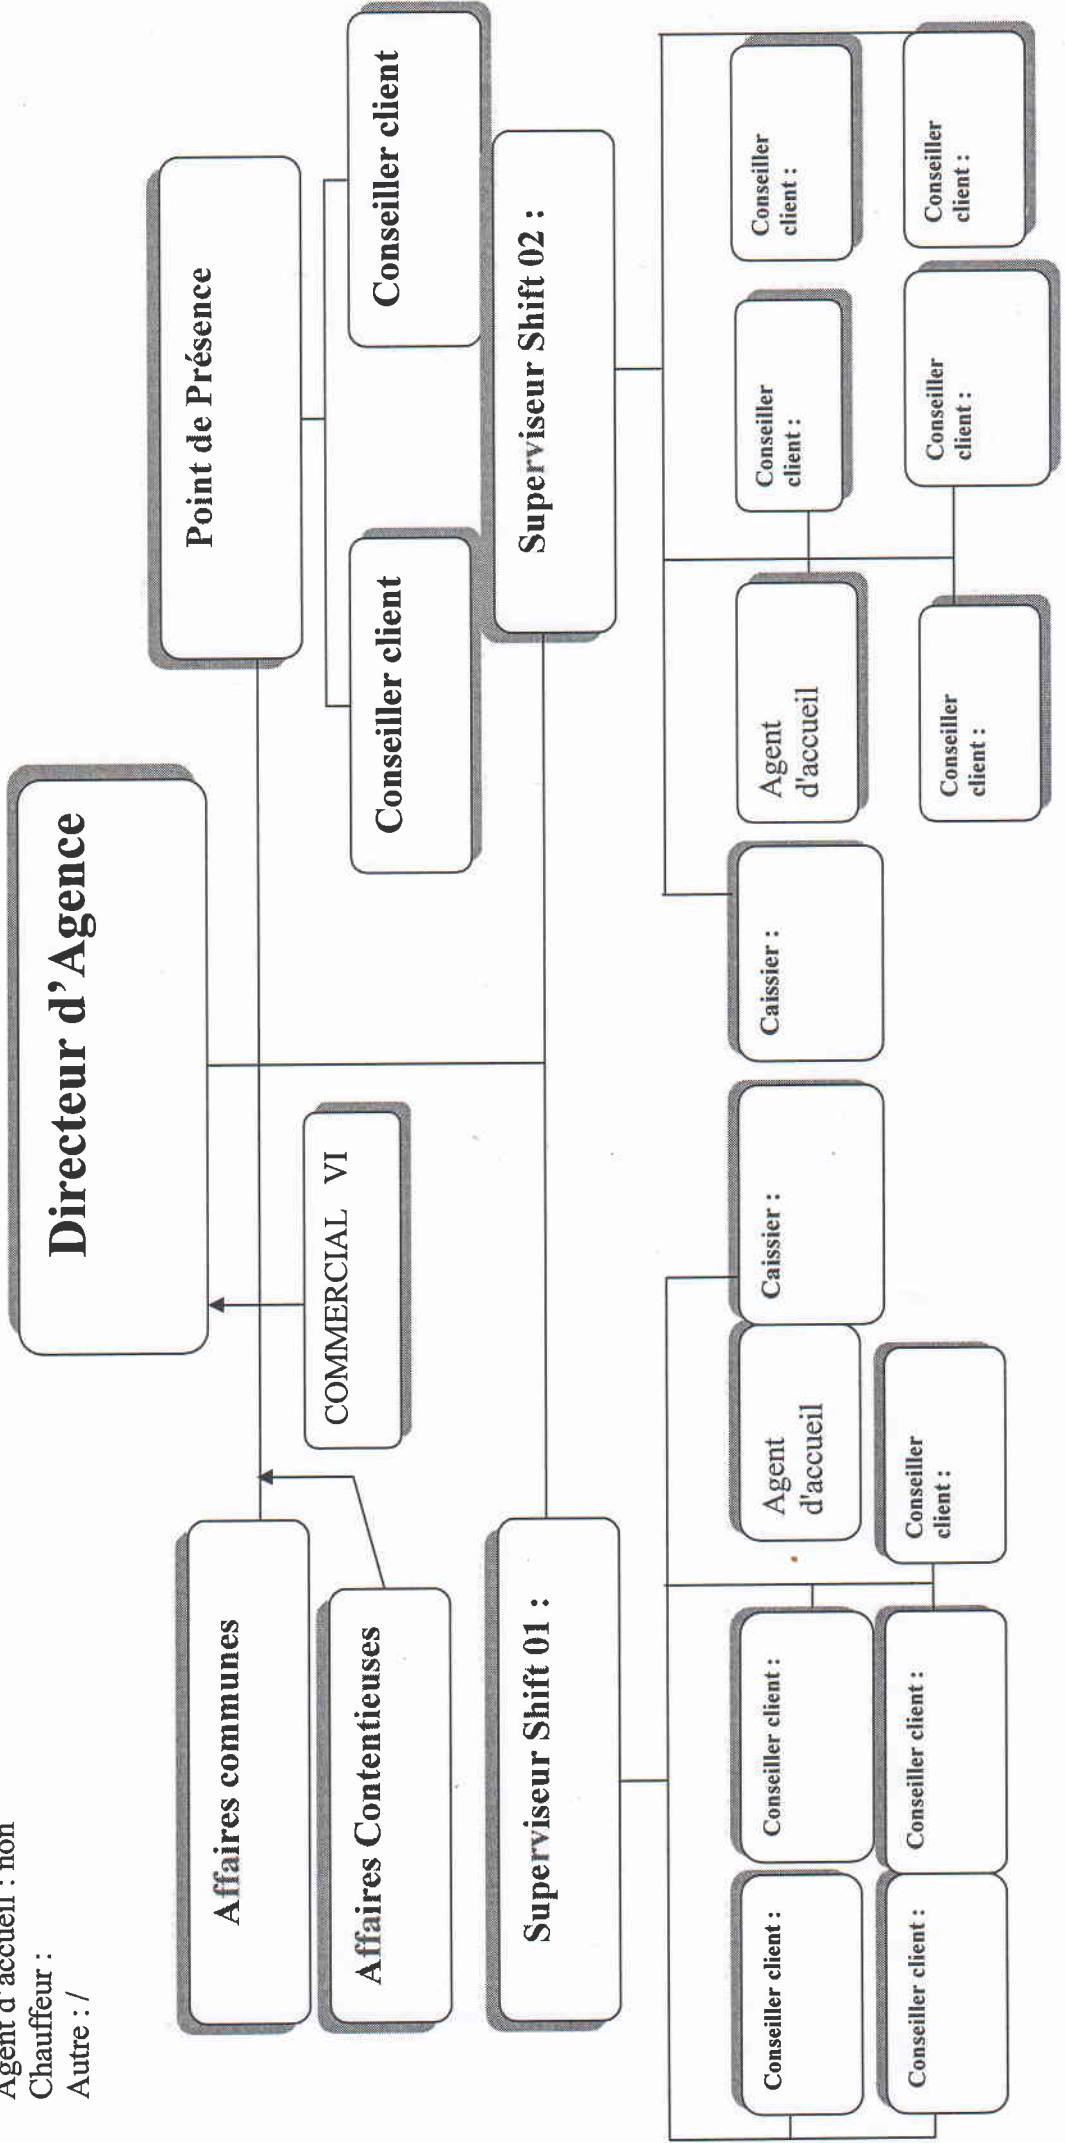 Agent d'accueil : non
Chauffeur :
Autre : /
Directeur d'Agence
Affaires communes
Point de Présence
COMMERCIAL VI
Affaires Contentieuses
Conseiller client
Conseiller client
Superviseur Shift 01 :
Superviseur Shift 02 :
Conseiller client :
Conseiller client :
Agent
d'accueil
Caissier :
Caissier :
Agent
d'accueil
Conseiller
client :
Conseiller
client :
Conseiller client :
Conseiller client :
Conseiller
client :
Conseiller
client :
Conseiller
client :
Conseiller
client :